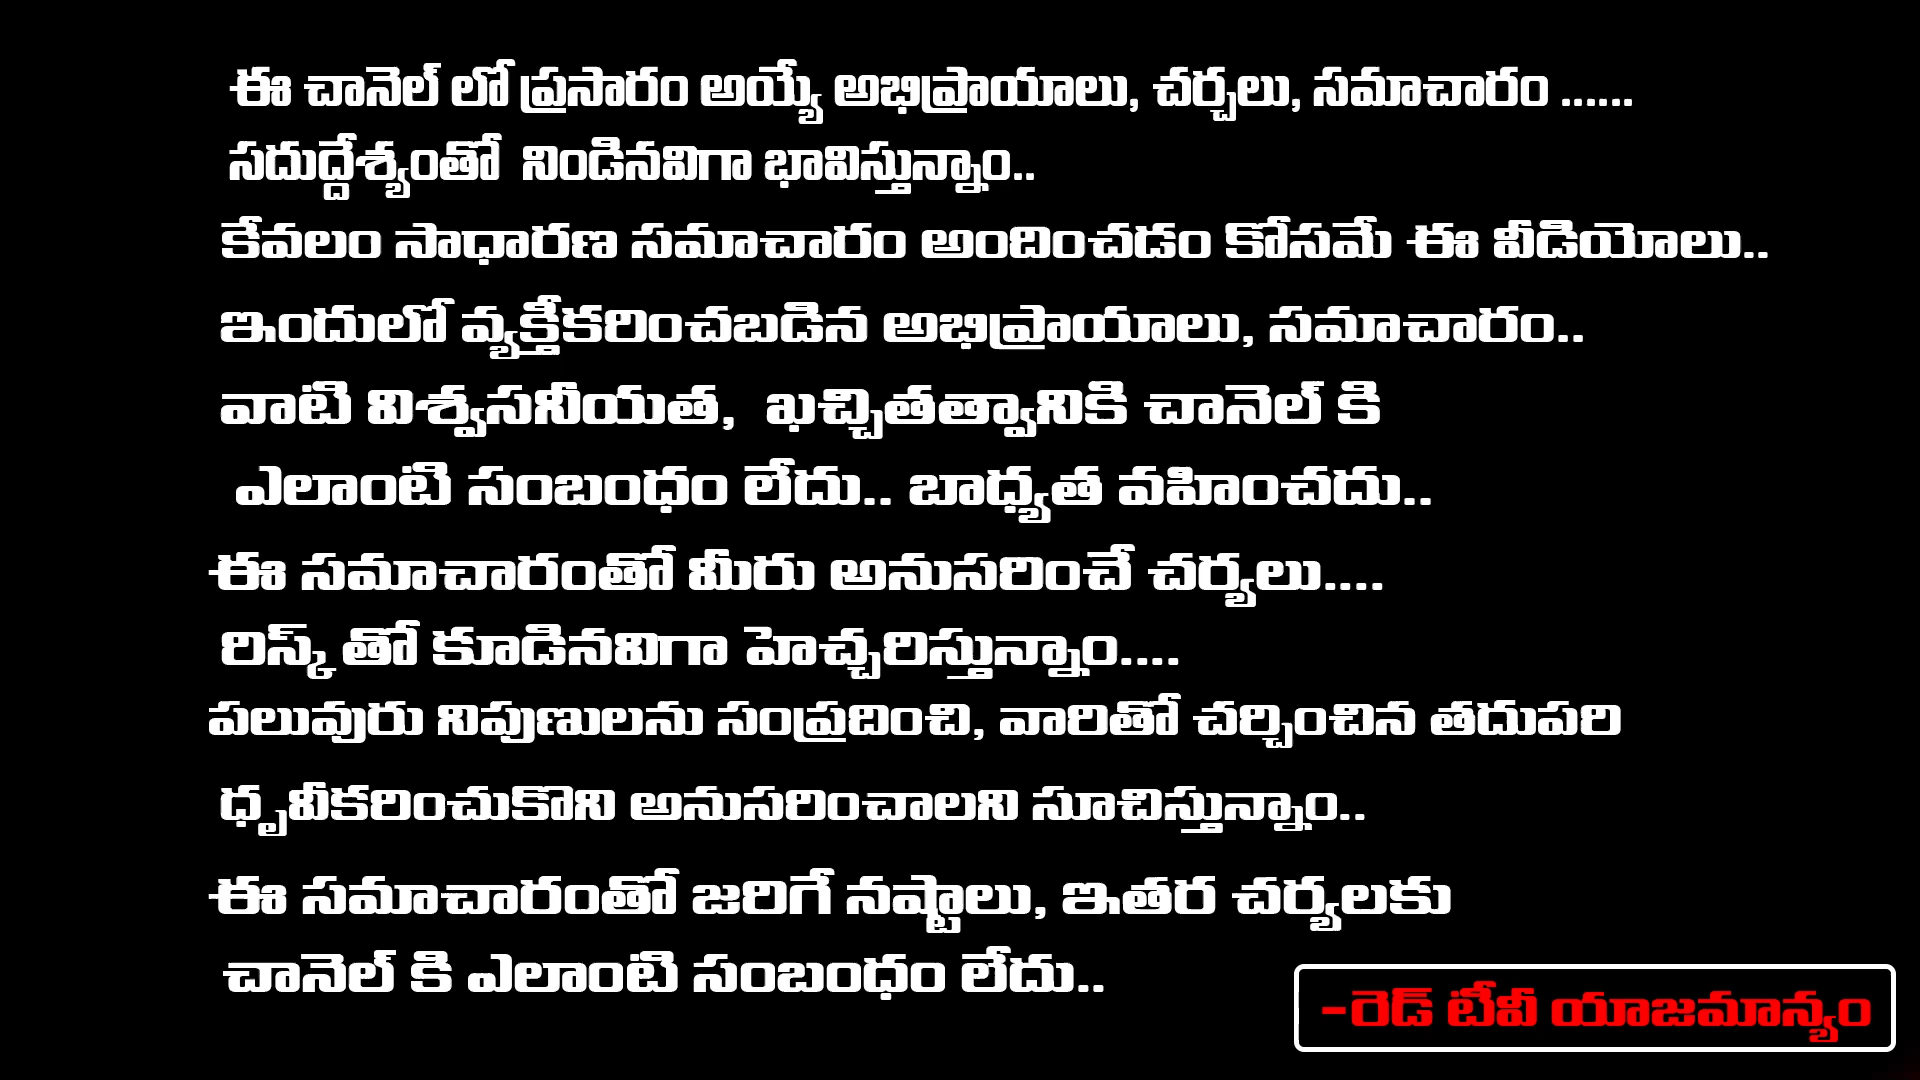 ఈ చానెల్ లో ప్రసారం అయ్యే అభిప్రాయాలు, చర్చలు, సమాచారం ......
సదుద్దేశ్యంతో నిండినవిగా భావిస్తున్నాం..
కేవలం సాధారణ సమాచారం అందించడం కోసమే ఈ వీడియోలు..
ఇందులో వ్యక్తీకరించబడిన అభిప్రాయాలు, సమాచారం..
వాటి విశ్వసనీయత, ఖచ్చితత్వానికి చానెల్ కి
ఎలాంటి సంబంధం లేదు.. బాధ్యత వహించదు..
ఈ సమాచారంతో మీరు అనుసరించే చర్యలు....
రిస్క్ తో కూడినవిగా హెచ్చరిస్తున్నాం....
పలువురు నిపుణులను సంప్రదించి, వారితో చర్చించిన తదుపరి
ధృవీకరించుకొని అనుసరించాలని సూచిస్తున్నాం..
ఈ సమాచారంతో జరిగే నష్టాలు, ఇతర చర్యలకు
చానెల్ కి ఎలాంటి సంబంధం లేదు..
-రెడ్ టీవీ యాజమాన్యం